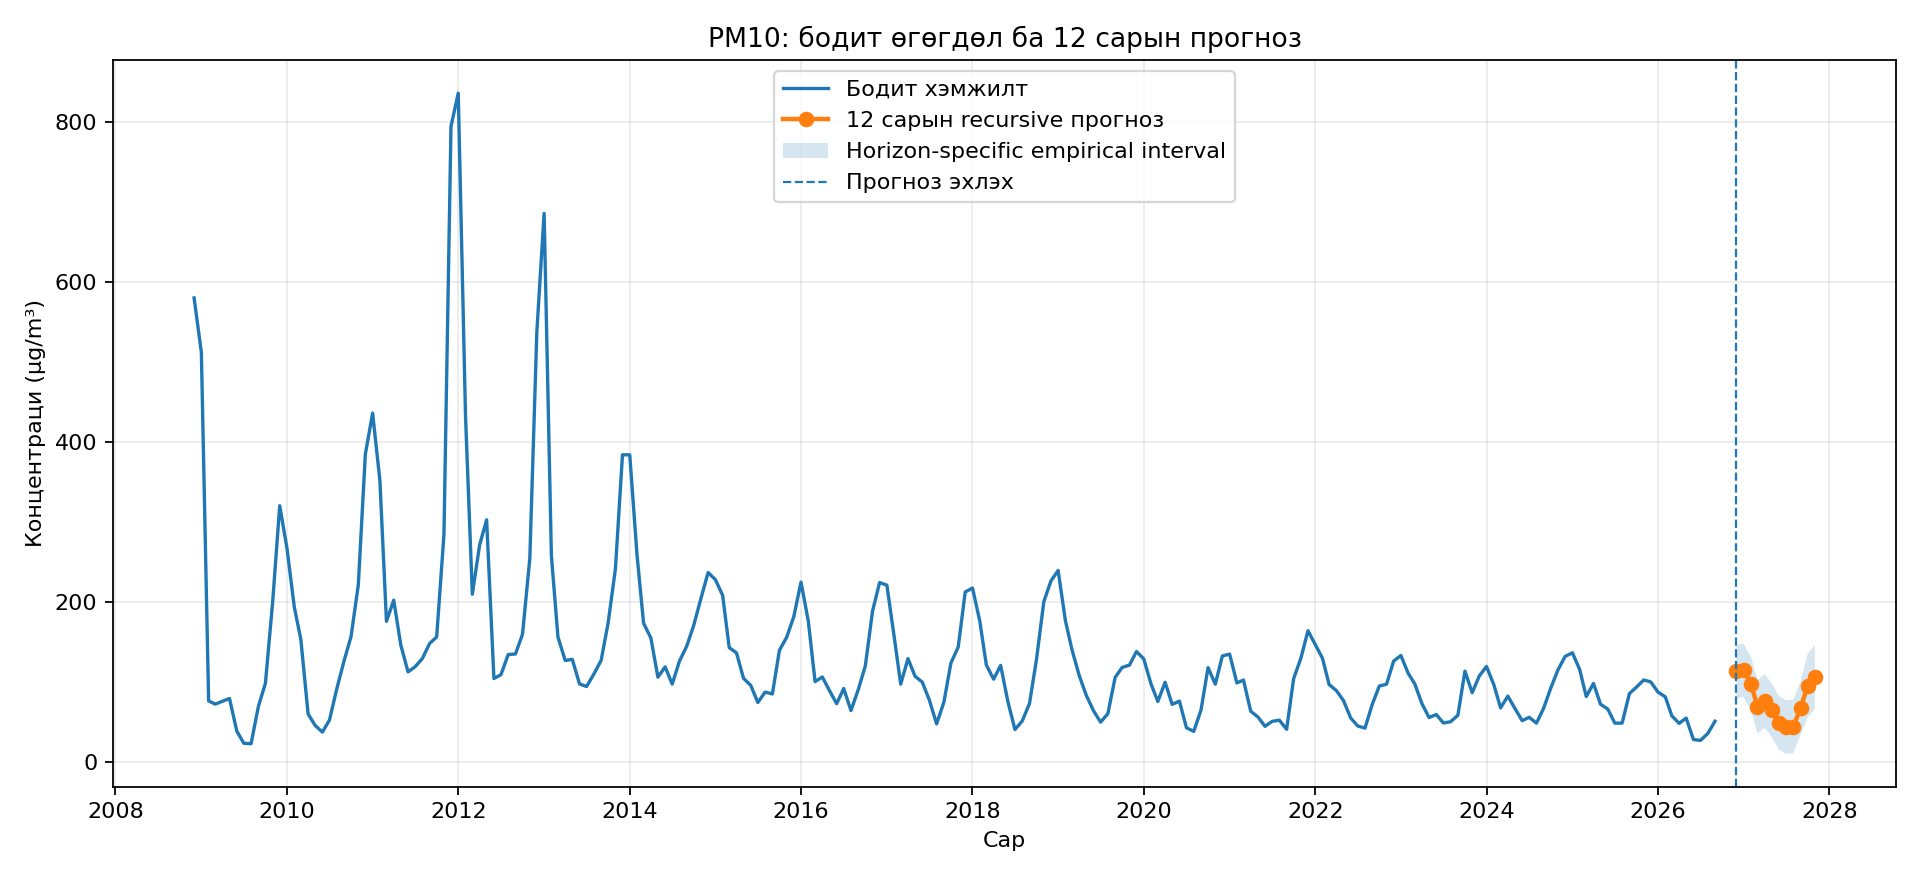 PM10: бодит өгөгдөл ба 12 сарын прогноз
Бодит хэмжилт
12 сарын recursive прогноз
Horizon-specific empirical interval
Прогноз эхлэх
Концентраци (µg/m³)
800
600
400
200
0
2008 2010 2012 2014 2016 2018 2020 2022 2024 2026 2028
Сар